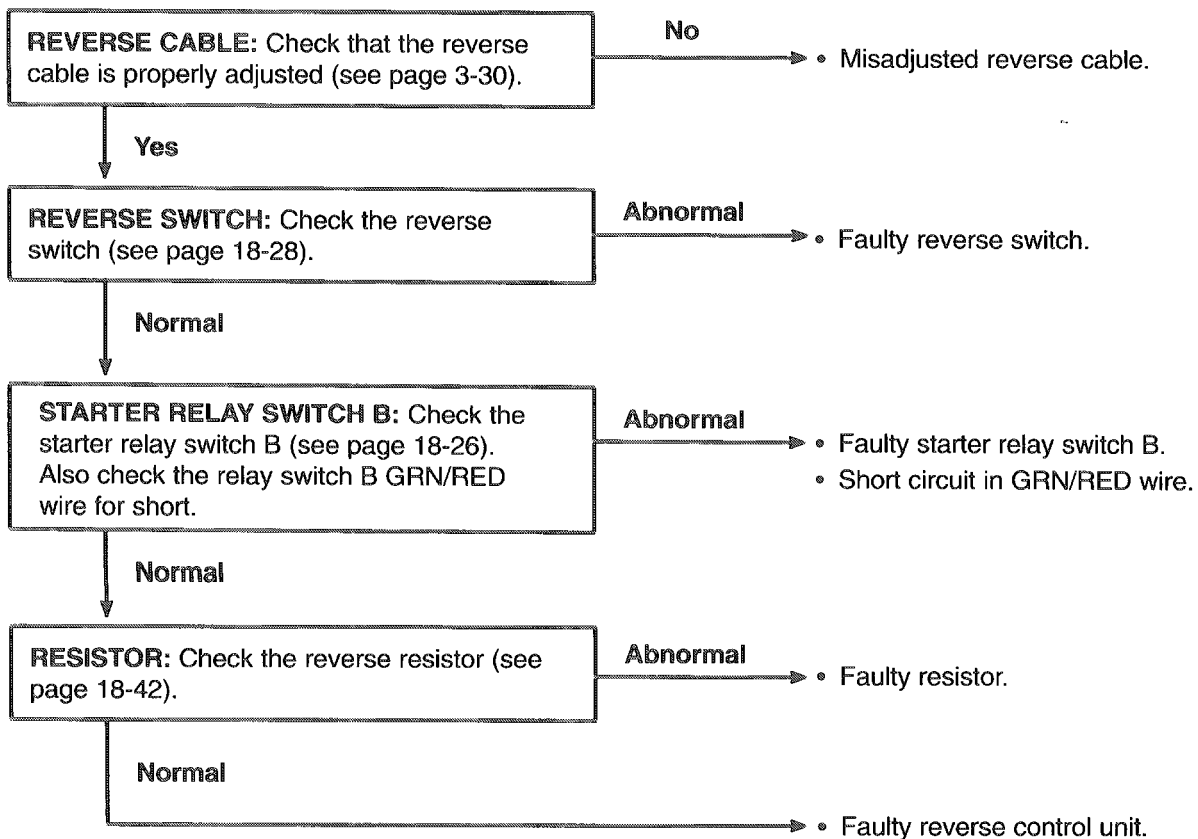 REVERSE CABLE: Check that the reverse
cable is properly adjusted (see page 3-30).
No
• Misadjusted reverse cable.
Yes
REVERSE SWITCH: Check the reverse
switch (see page 18-28).
Abnormal
• Faulty reverse switch.
Normal
STARTER RELAY SWITCH B: Check the
starter relay switch B (see page 18-26).
Also check the relay switch B GRN/RED
wire for short.
Abnormal
• Faulty starter relay switch B.
• Short circuit in GRN/RED wire.
Normal
RESISTOR: Check the reverse resistor (see
page 18-42).
Abnormal
• Faulty resistor.
Normal
• Faulty reverse control unit.